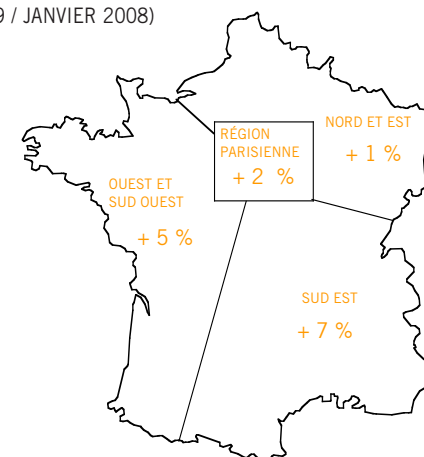 9 / JANVIER 2008)
NORD ET EST
+ 1 %
RÉGION
PARISIENNE
+ 2 %
OUEST ET
SUD OUEST
+ 5 %
SUD EST
+ 7 %